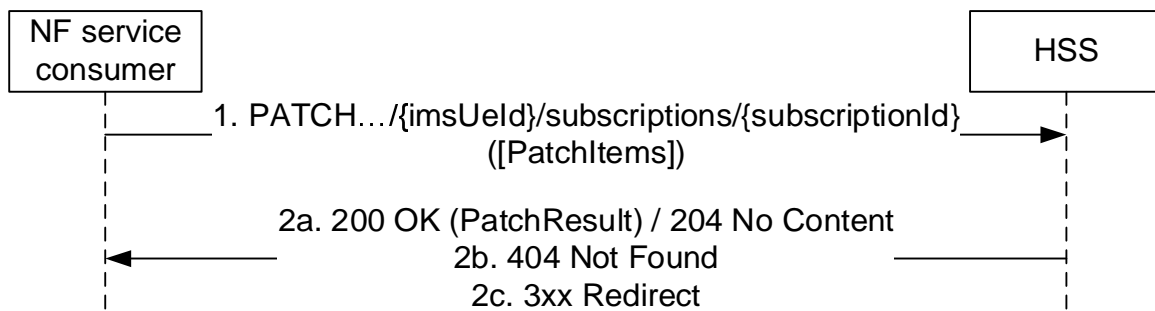 NF service
consumer
HSS
1. PATCH…/{imsUeId}/subscriptions/{subscriptionId}
([PatchItems])
2a. 200 OK (PatchResult) / 204 No Content
2b. 404 Not Found
2c. 3xx Redirect